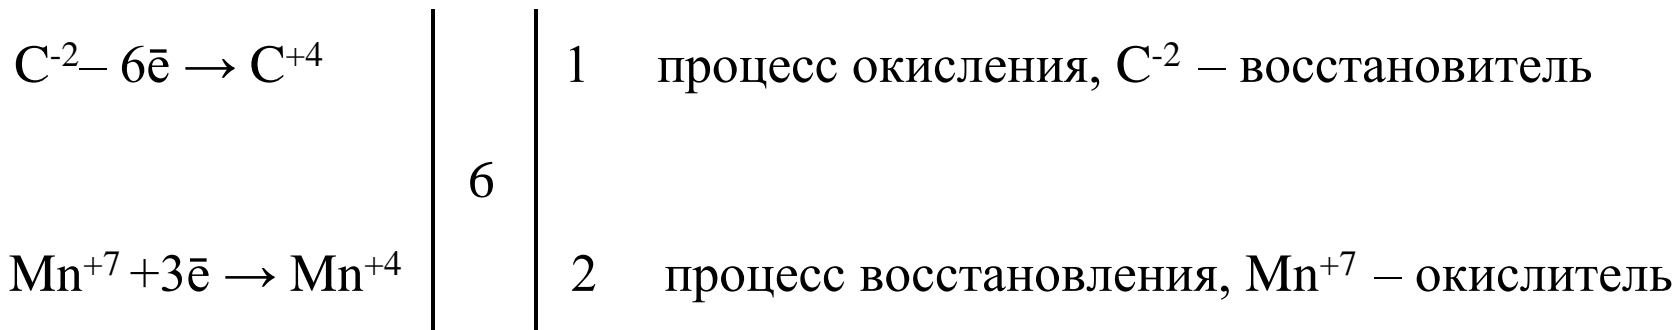 C⁻²– 6ē → C⁺⁴ 1 процесс окисления, C⁻² – восстановитель
6
Mn⁺⁷ +3ē → Mn⁺⁴ 2 процесс восстановления, Mn⁺⁷ – окислитель